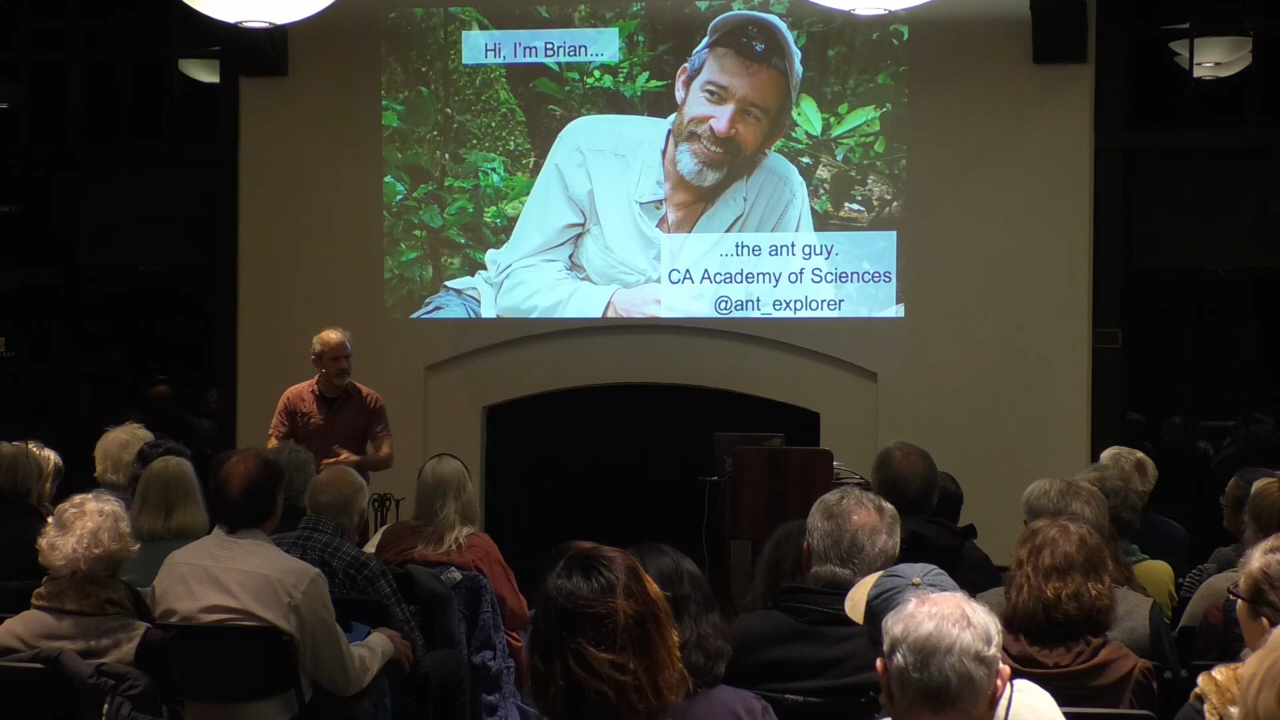 Hi, I'm Brian...
...the ant guy.
CA Academy of Sciences
@ant_explorer